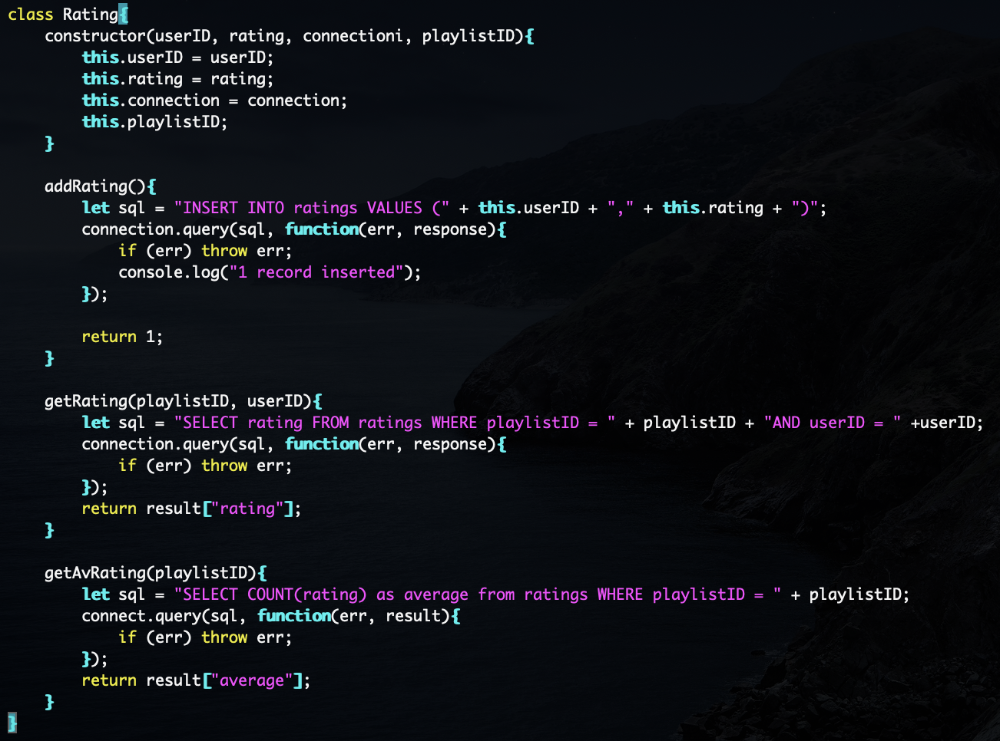 class Rating{
    constructor(userID, rating, connectioni, playlistID){
        this.userID = userID;
        this.rating = rating;
        this.connection = connection;
        this.playlistID;
    }

    addRating(){
        let sql = "INSERT INTO ratings VALUES (" + this.userID + "," + this.rating + ")";
        connection.query(sql, function(err, response){
            if (err) throw err;
            console.log("1 record inserted");
        });

        return 1;
    }

    getRating(playlistID, userID){
        let sql = "SELECT rating FROM ratings WHERE playlistID = " + playlistID + "AND userID = " +userID;
        connection.query(sql, function(err, response){
            if (err) throw err;
        });
        return result["rating"];
    }

    getAvRating(playlistID){
        let sql = "SELECT COUNT(rating) as average from ratings WHERE playlistID = " + playlistID;
        connect.query(sql, function(err, result){
            if (err) throw err;
        });
        return result["average"];
    }
}